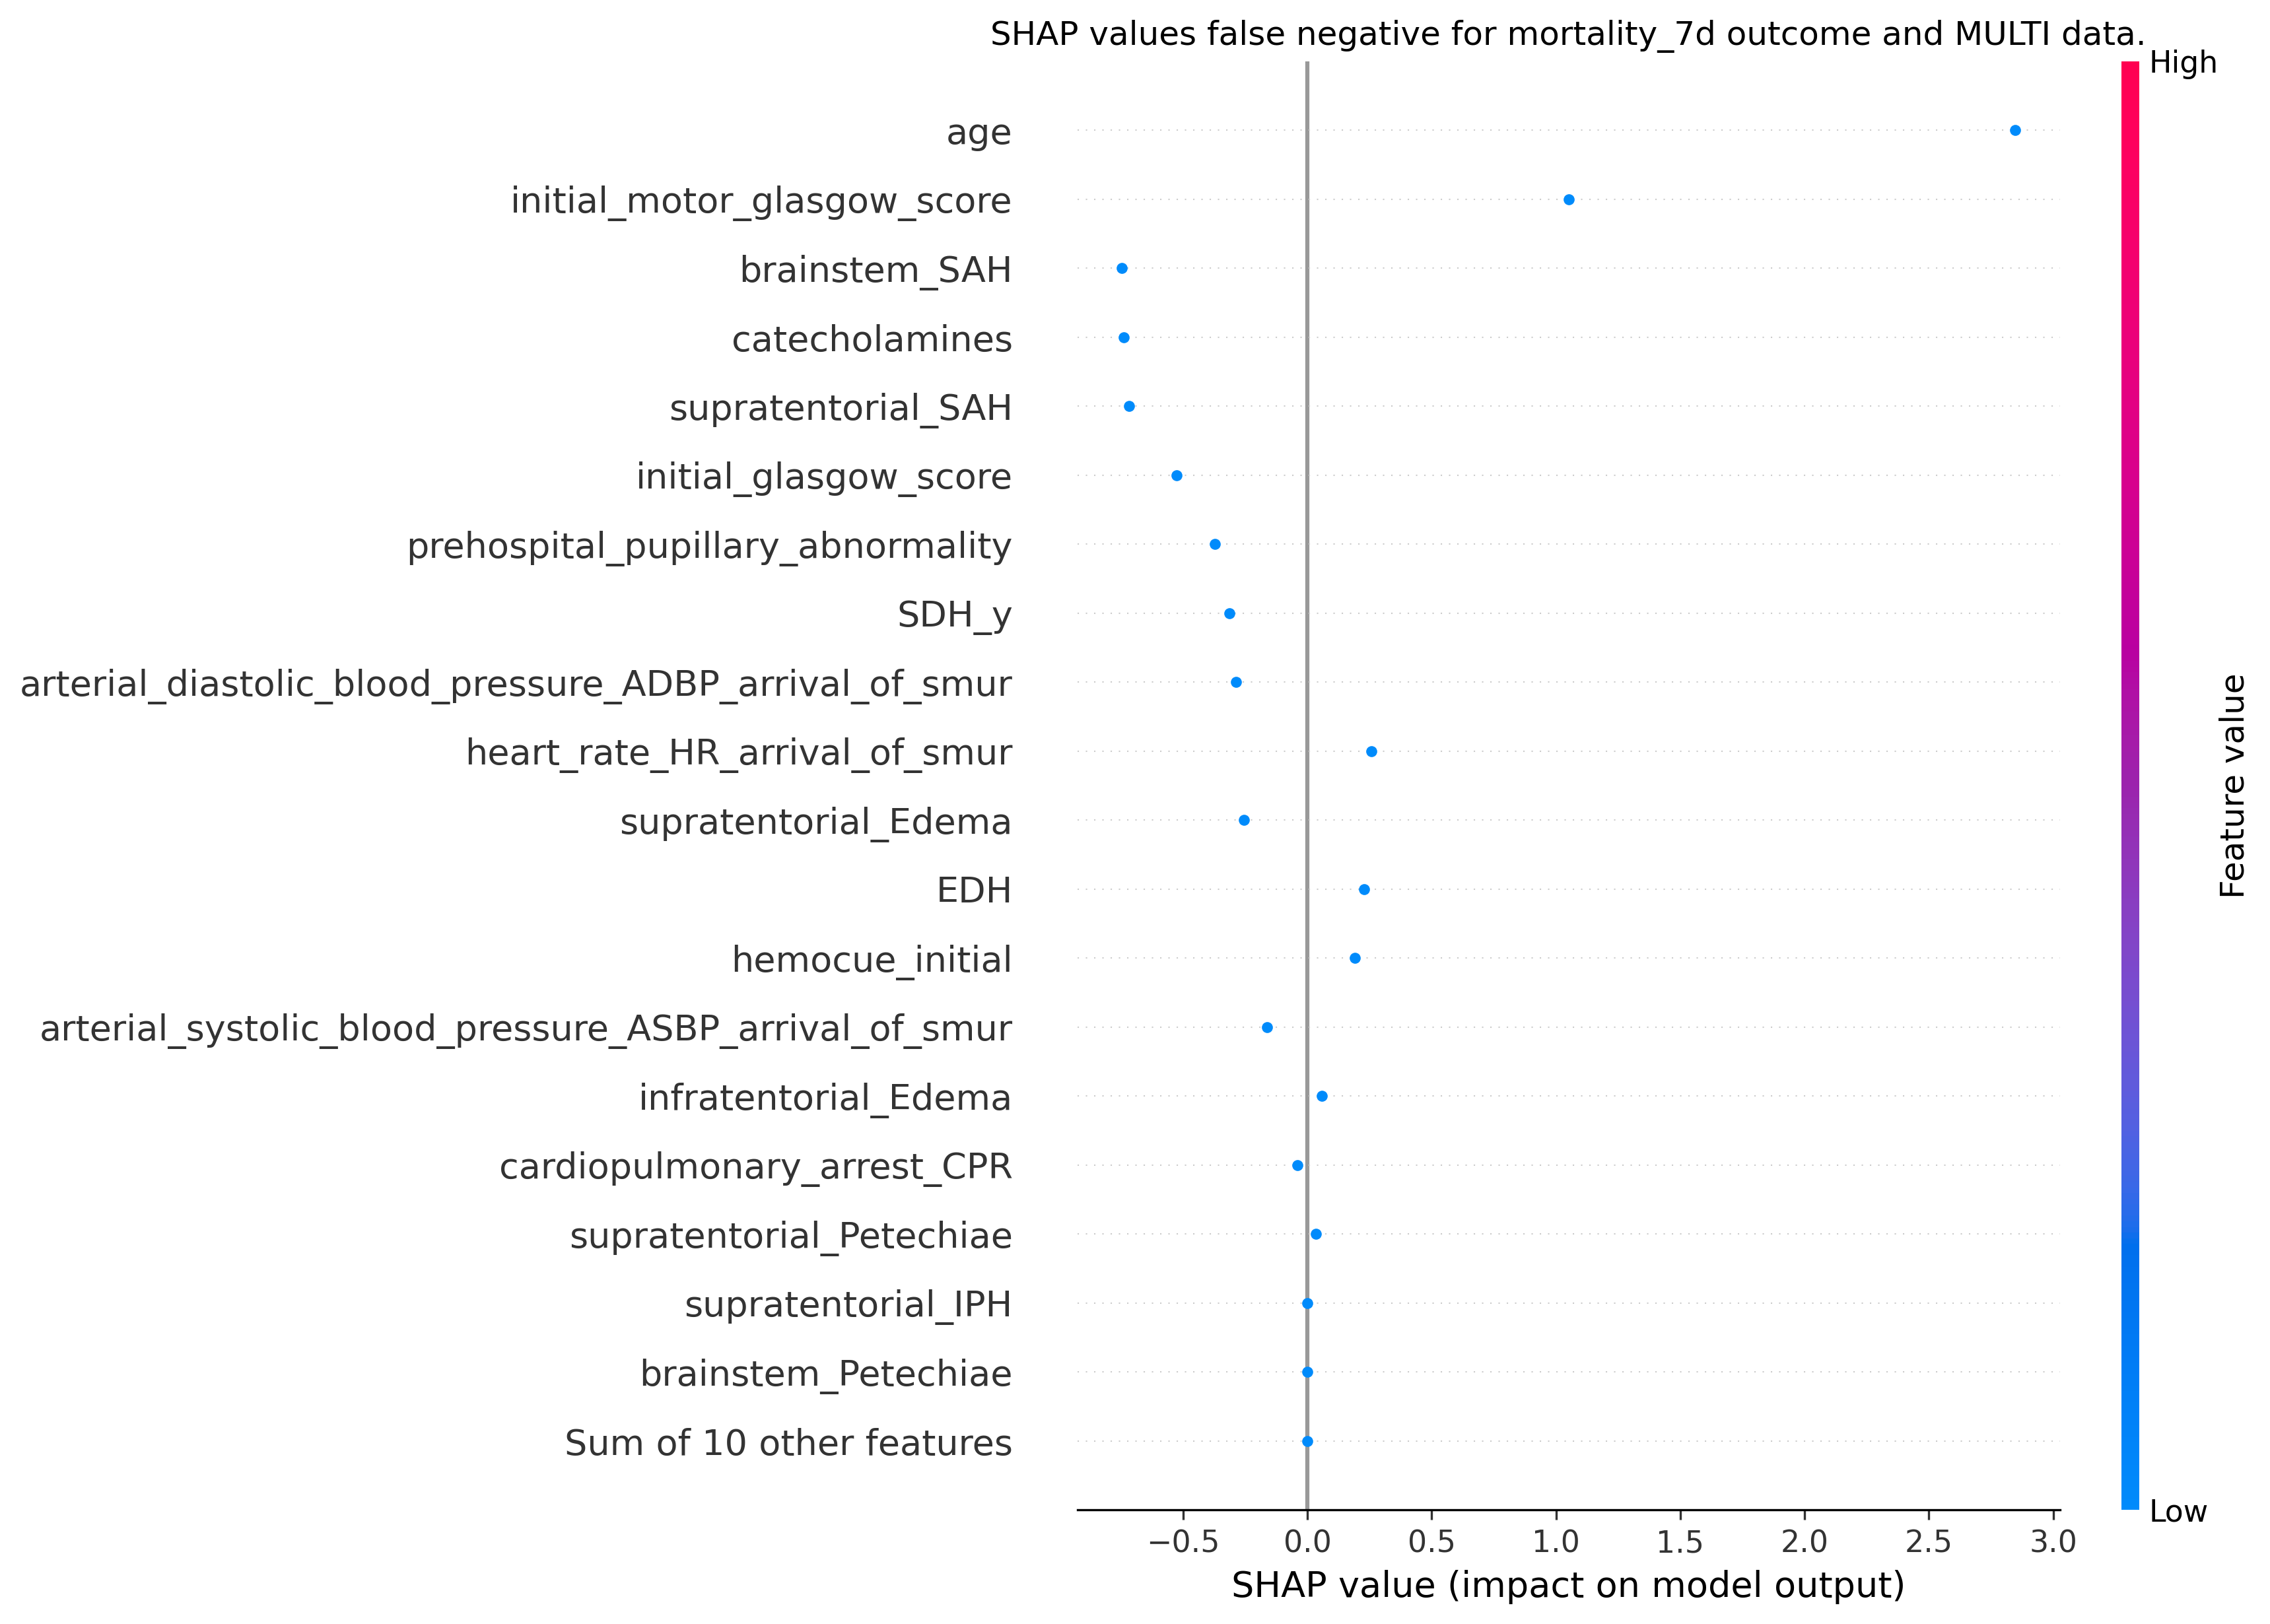 SHAP values false negative for mortality_7d outcome and MULTI data.
High
age
initial_motor_glasgow_score
brainstem_SAH
catecholamines
supratentorial_SAH
initial_glasgow_score
prehospital_pupillary_abnormality
SDH_y
arterial_diastolic_blood_pressure_ADBP_arrival_of_smur
heart_rate_HR_arrival_of_smur
supratentorial_Edema
EDH
hemocue_initial
arterial_systolic_blood_pressure_ASBP_arrival_of_smur
infratentorial_Edema
cardiopulmonary_arrest_CPR
supratentorial_Petechiae
supratentorial_IPH
brainstem_Petechiae
Sum of 10 other features
Feature value
Low
−0.5 0.0 0.5 1.0 1.5 2.0 2.5 3.0
SHAP value (impact on model output)